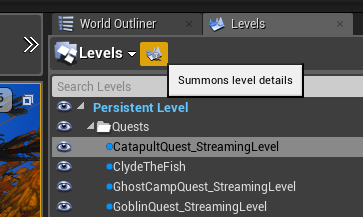 World Outliner
Levels
Levels
Summons level details
Search Levels
Persistent Level
Quests
CatapultQuest_StreamingLevel
ClydeTheFish
GhostCampQuest_StreamingLevel
GoblinQuest_StreamingLevel